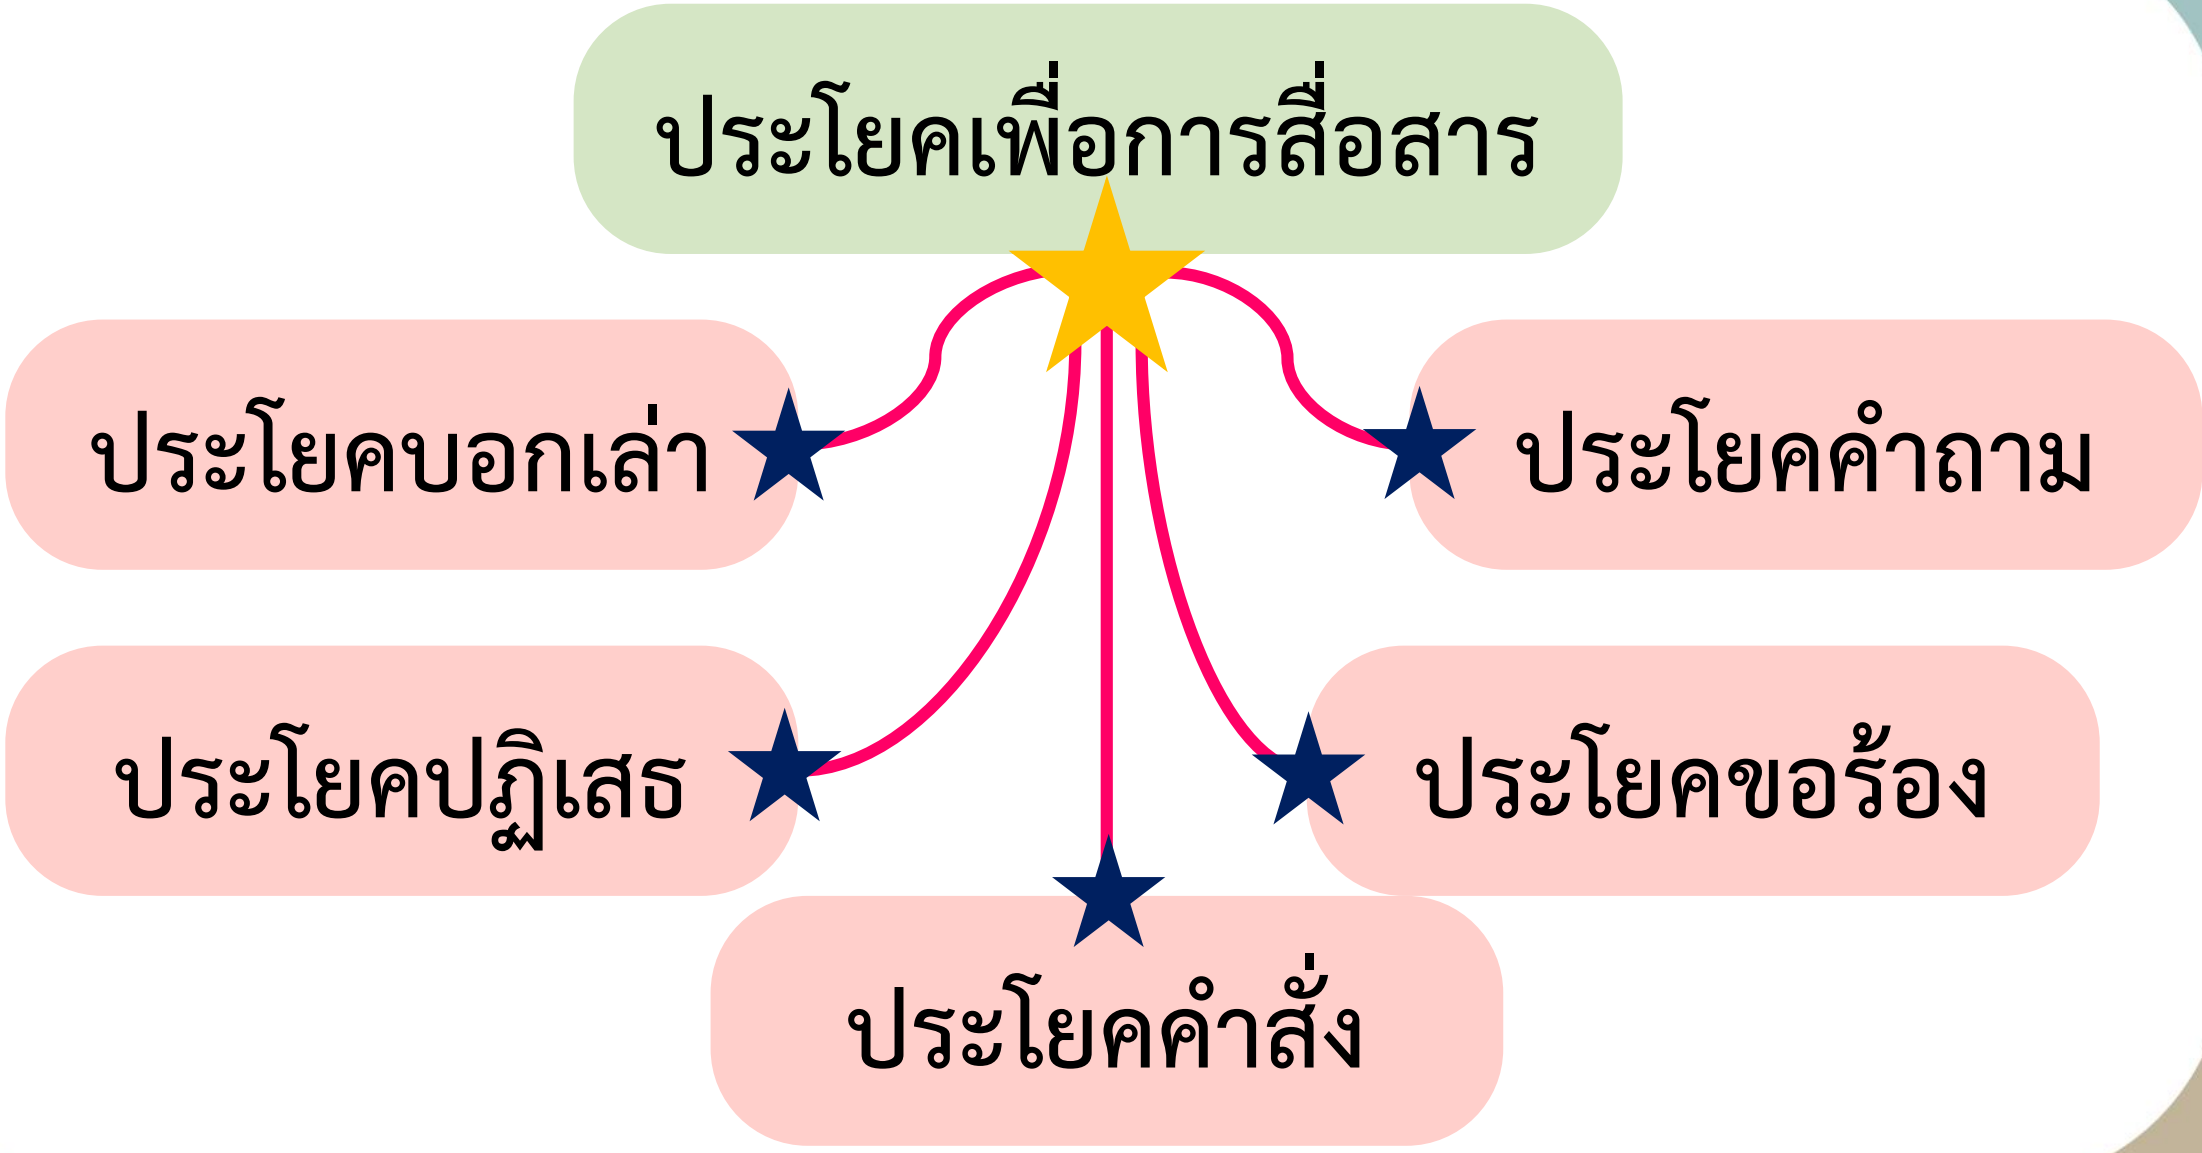 ประโยคเพื่อการสื่อสาร
ประโยคบอกเล่า
ประโยคคำถาม
ประโยคปฏิเสธ
ประโยคขอร้อง
ประโยคคำสั่ง